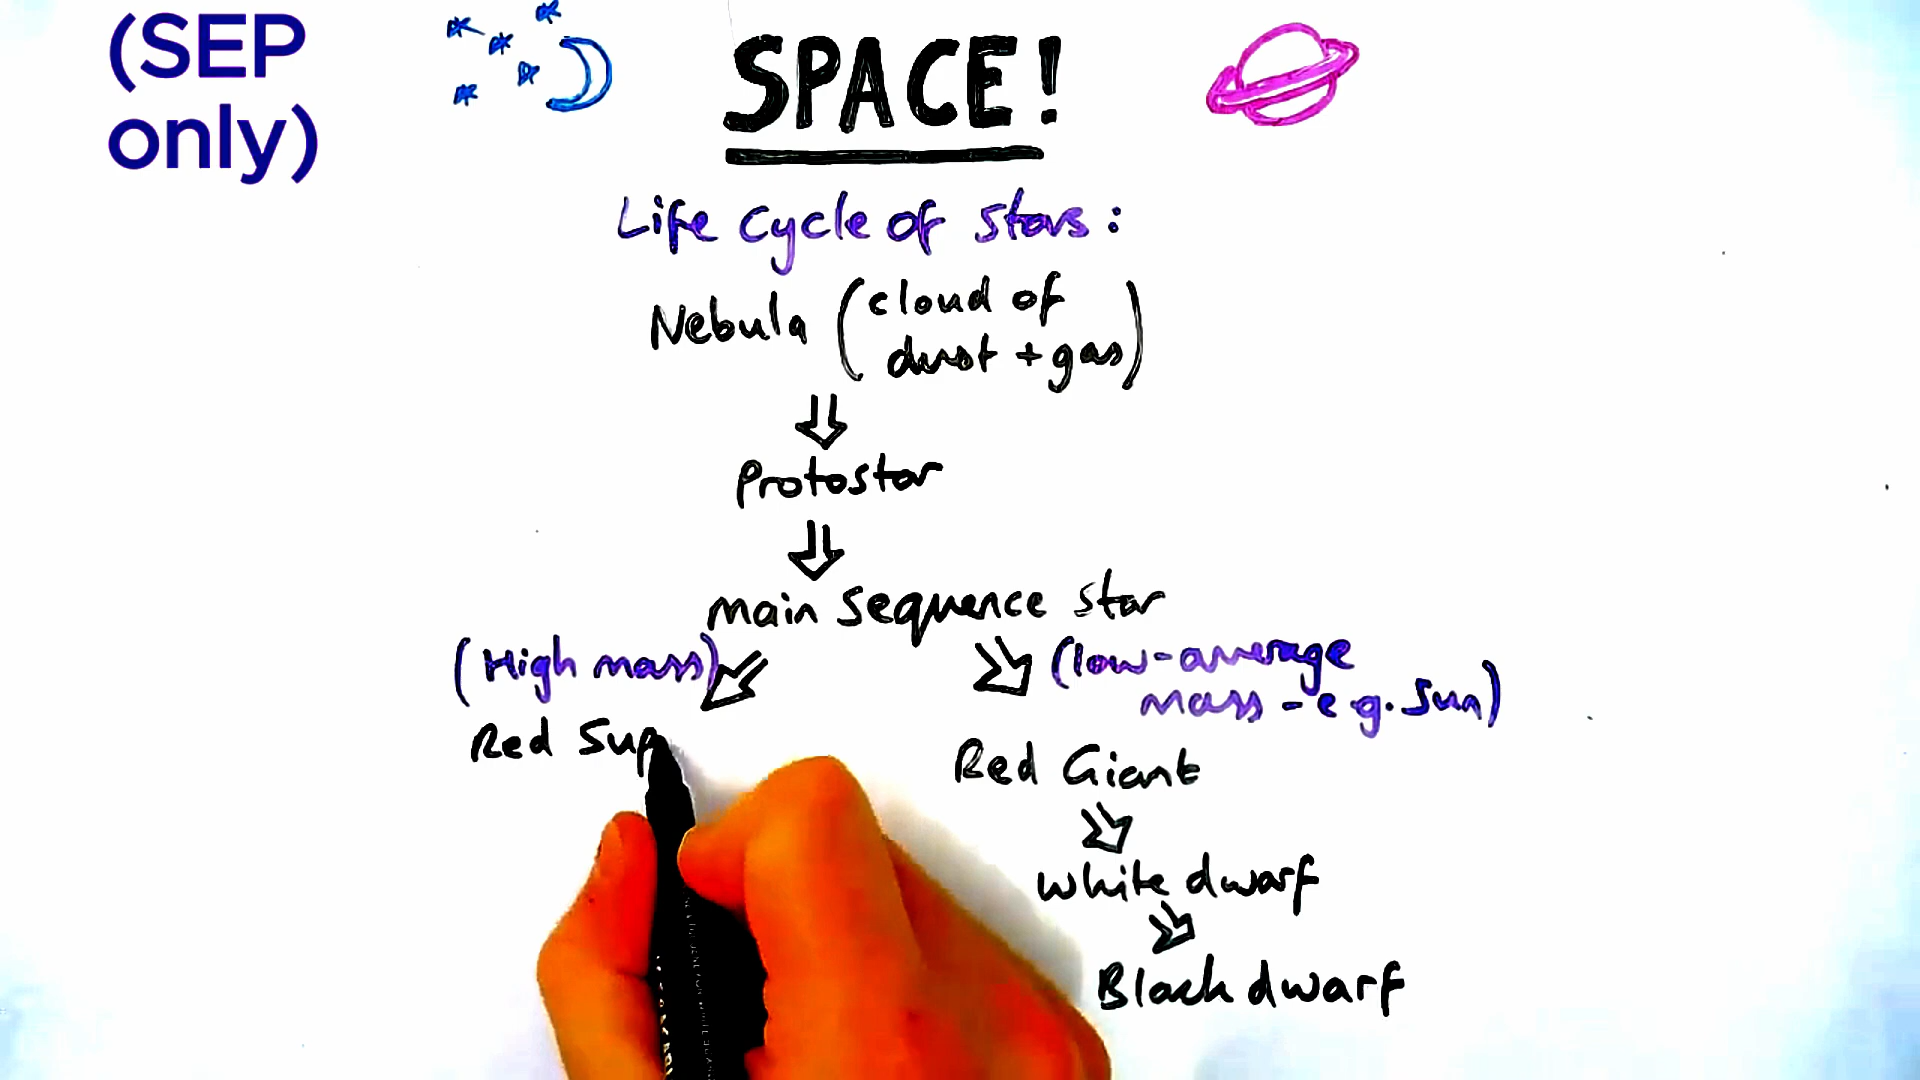 (SEP
only)
SPACE!
Life Cycle of Stars:
Nebula (cloud of
dust + gas)
Protostar
main sequence star
(High mass)
(low-average
mass - e.g. Sun)
Red Sup
Red Giant
White dwarf
Black dwarf